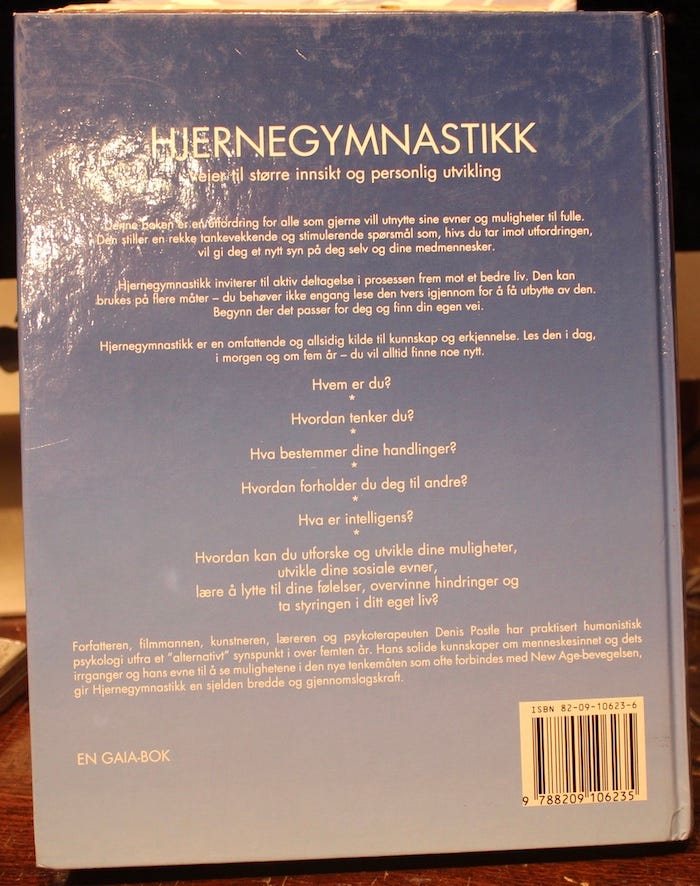 HJERNEGYMNASTIKK
Veier til større innsikt og personlig utvikling
Denne boken er en utfordring for alle som gjerne vill utnytte sine evner og muligheter til fulle.
Den stiller en rekke tankevekkende og stimulerende spørsmål som, hivs du tar imot utfordringen,
vil gi deg et nytt syn på deg selv og dine medmennesker.
Hjernegymnastikk inviterer til aktiv deltagelse i prosessen frem mot et bedre liv. Den kan
brukes på flere måter – du behøver ikke engang lese den tvers igjennom for å få utbytte av den.
Begynn der det passer for deg og finn din egen vei.
Hjernegymnastikk er en omfattende og allsidig kilde til kunnskap og erkjennelse. Les den i dag,
i morgen og om fem år – du vil alltid finne noe nytt.
Hvem er du?
*
Hvordan tenker du?
*
Hva bestemmer dine handlinger?
*
Hvordan forholder du deg til andre?
*
Hva er intelligens?
*
Hvordan kan du utforske og utvikle dine muligheter,
utvikle dine sosiale evner,
lære å lytte til dine følelser, overvinne hindringer og
ta styringen i ditt eget liv?
Forfatteren, filmmannen, kunstneren, læreren og psykoterapeuten Denis Postle har praktisert humanistisk
psykologi utfra et "alternativt" synspunkt i over femten år. Hans solide kunnskaper om menneskesinnet og dets
irrganger og hans evne til å se mulighetene i den nye tenkemåten som ofte forbindes med New Age-bevegelsen,
gir Hjernegymnastikk en sjelden bredde og gjennomslagskraft.
ISBN 82-09-10623-6
9 788209 106235
EN GAIA-BOK